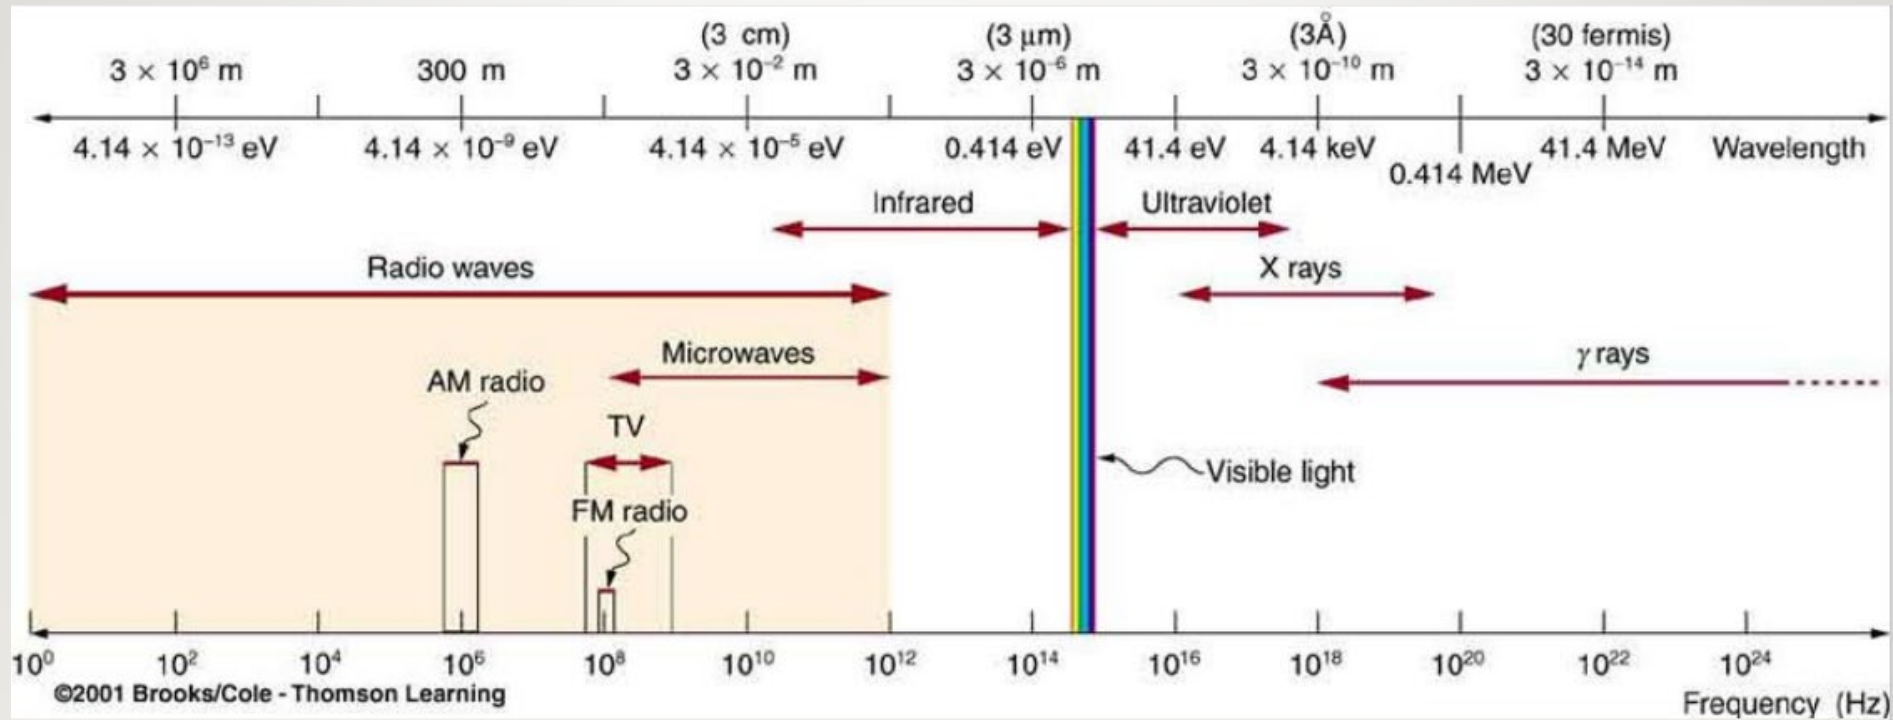 (3 cm) (3 μm) (3Å) (30 fermis)
3 × 10⁶ m 300 m 3 × 10⁻² m 3 × 10⁻⁶ m 3 × 10⁻¹⁰ m 3 × 10⁻¹⁴ m
4.14 × 10⁻¹³ eV 4.14 × 10⁻⁹ eV 4.14 × 10⁻⁵ eV 0.414 eV 41.4 eV 4.14 keV 41.4 MeV Wavelength
0.414 MeV
Infrared Ultraviolet
Radio waves X rays
Microwaves γ rays
AM radio
TV
Visible light
FM radio
10⁰ 10² 10⁴ 10⁶ 10⁸ 10¹⁰ 10¹² 10¹⁴ 10¹⁶ 10¹⁸ 10²⁰ 10²² 10²⁴
©2001 Brooks/Cole - Thomson Learning
Frequency (Hz)